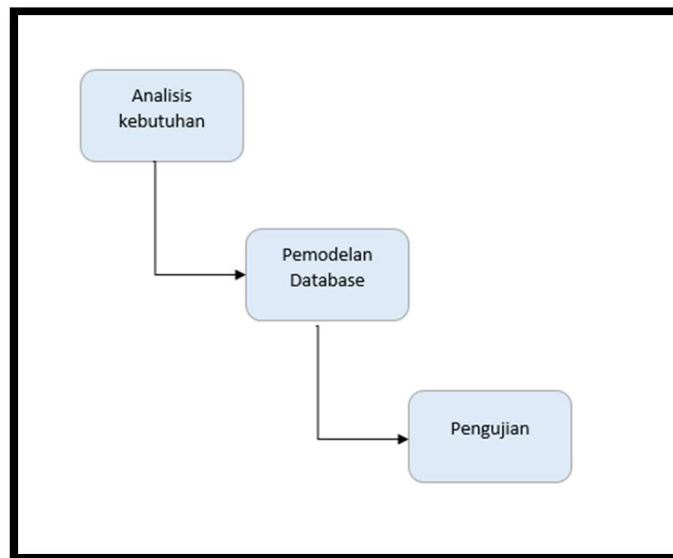 Analisis
kebutuhan
Pemodelan
Database
Pengujian